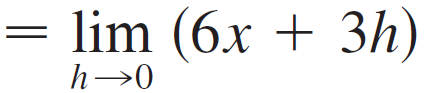 = lim (6x + 3h)
h→0